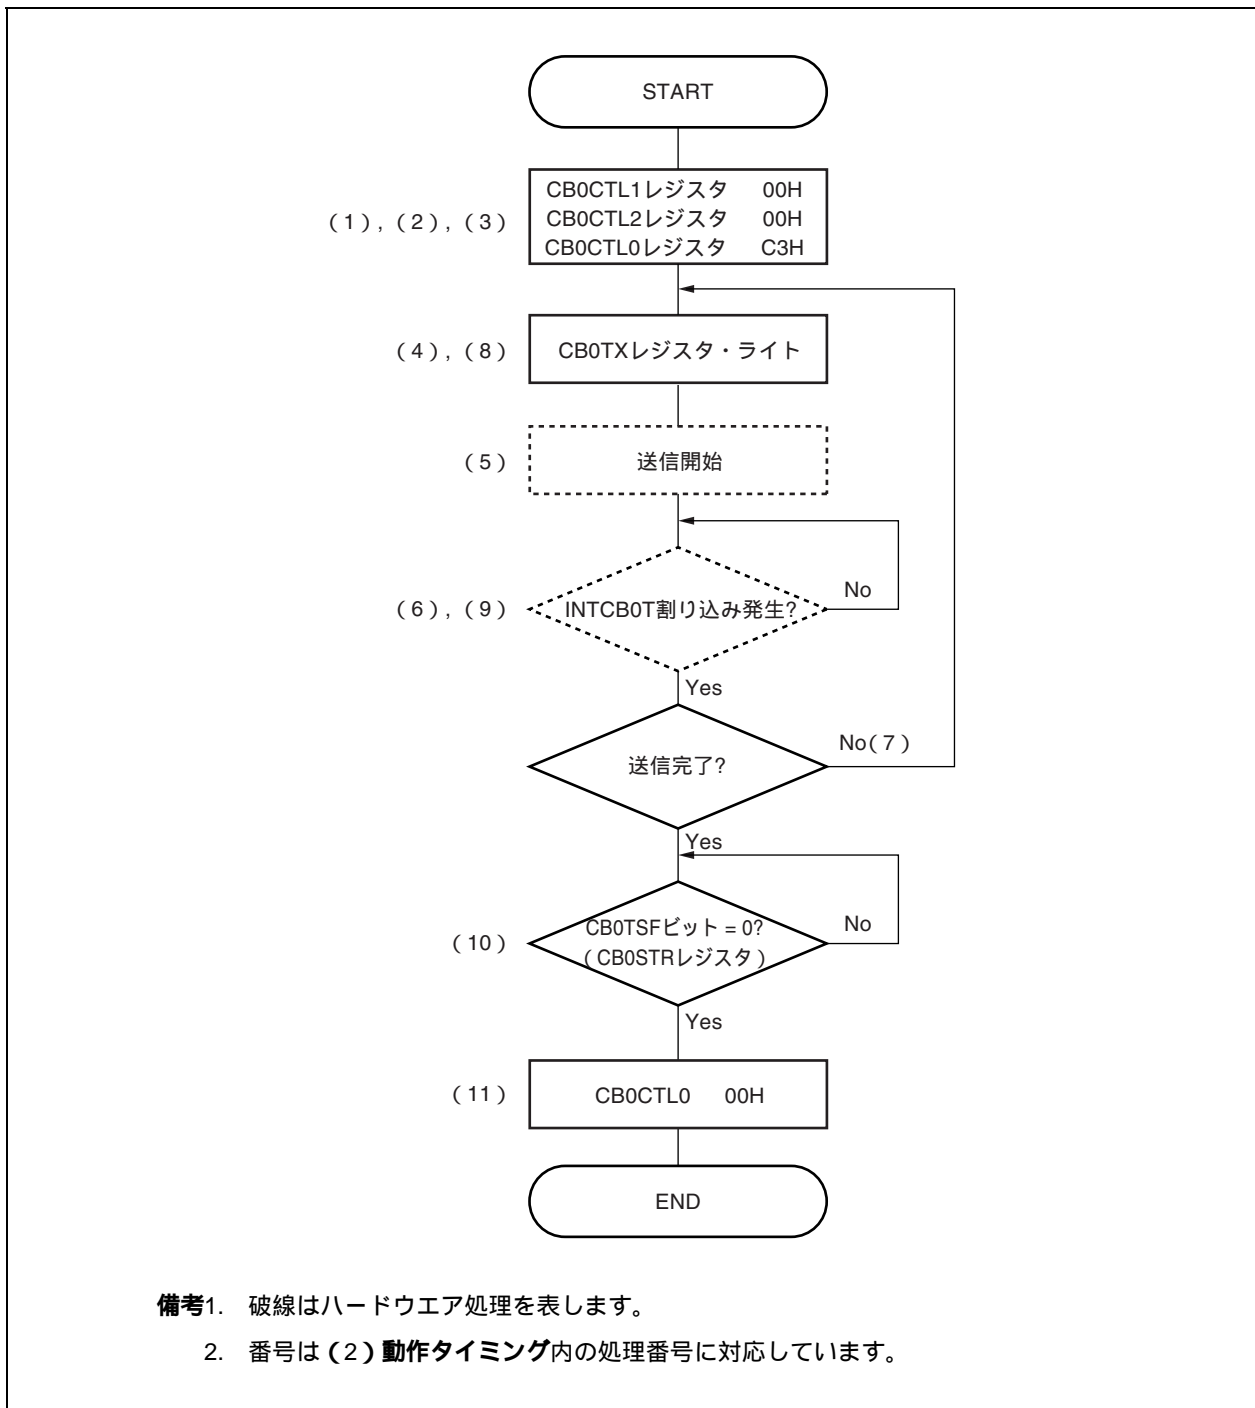 START
CB0CTL1レジスタ 00H
(1), (2), (3) CB0CTL2レジスタ 00H
CB0CTL0レジスタ C3H
(4), (8) CB0TXレジスタ・ライト
(5) 送信開始
No
(6), (9) INTCB0T割り込み発生?
Yes
No(7)
送信完了?
Yes
CB0TSFビット = 0? No
(10) (CB0STRレジスタ)
Yes
(11) CB0CTL0 00H
END
備考1. 破線はハードウエア処理を表します。
2. 番号は(2)動作タイミング内の処理番号に対応しています。